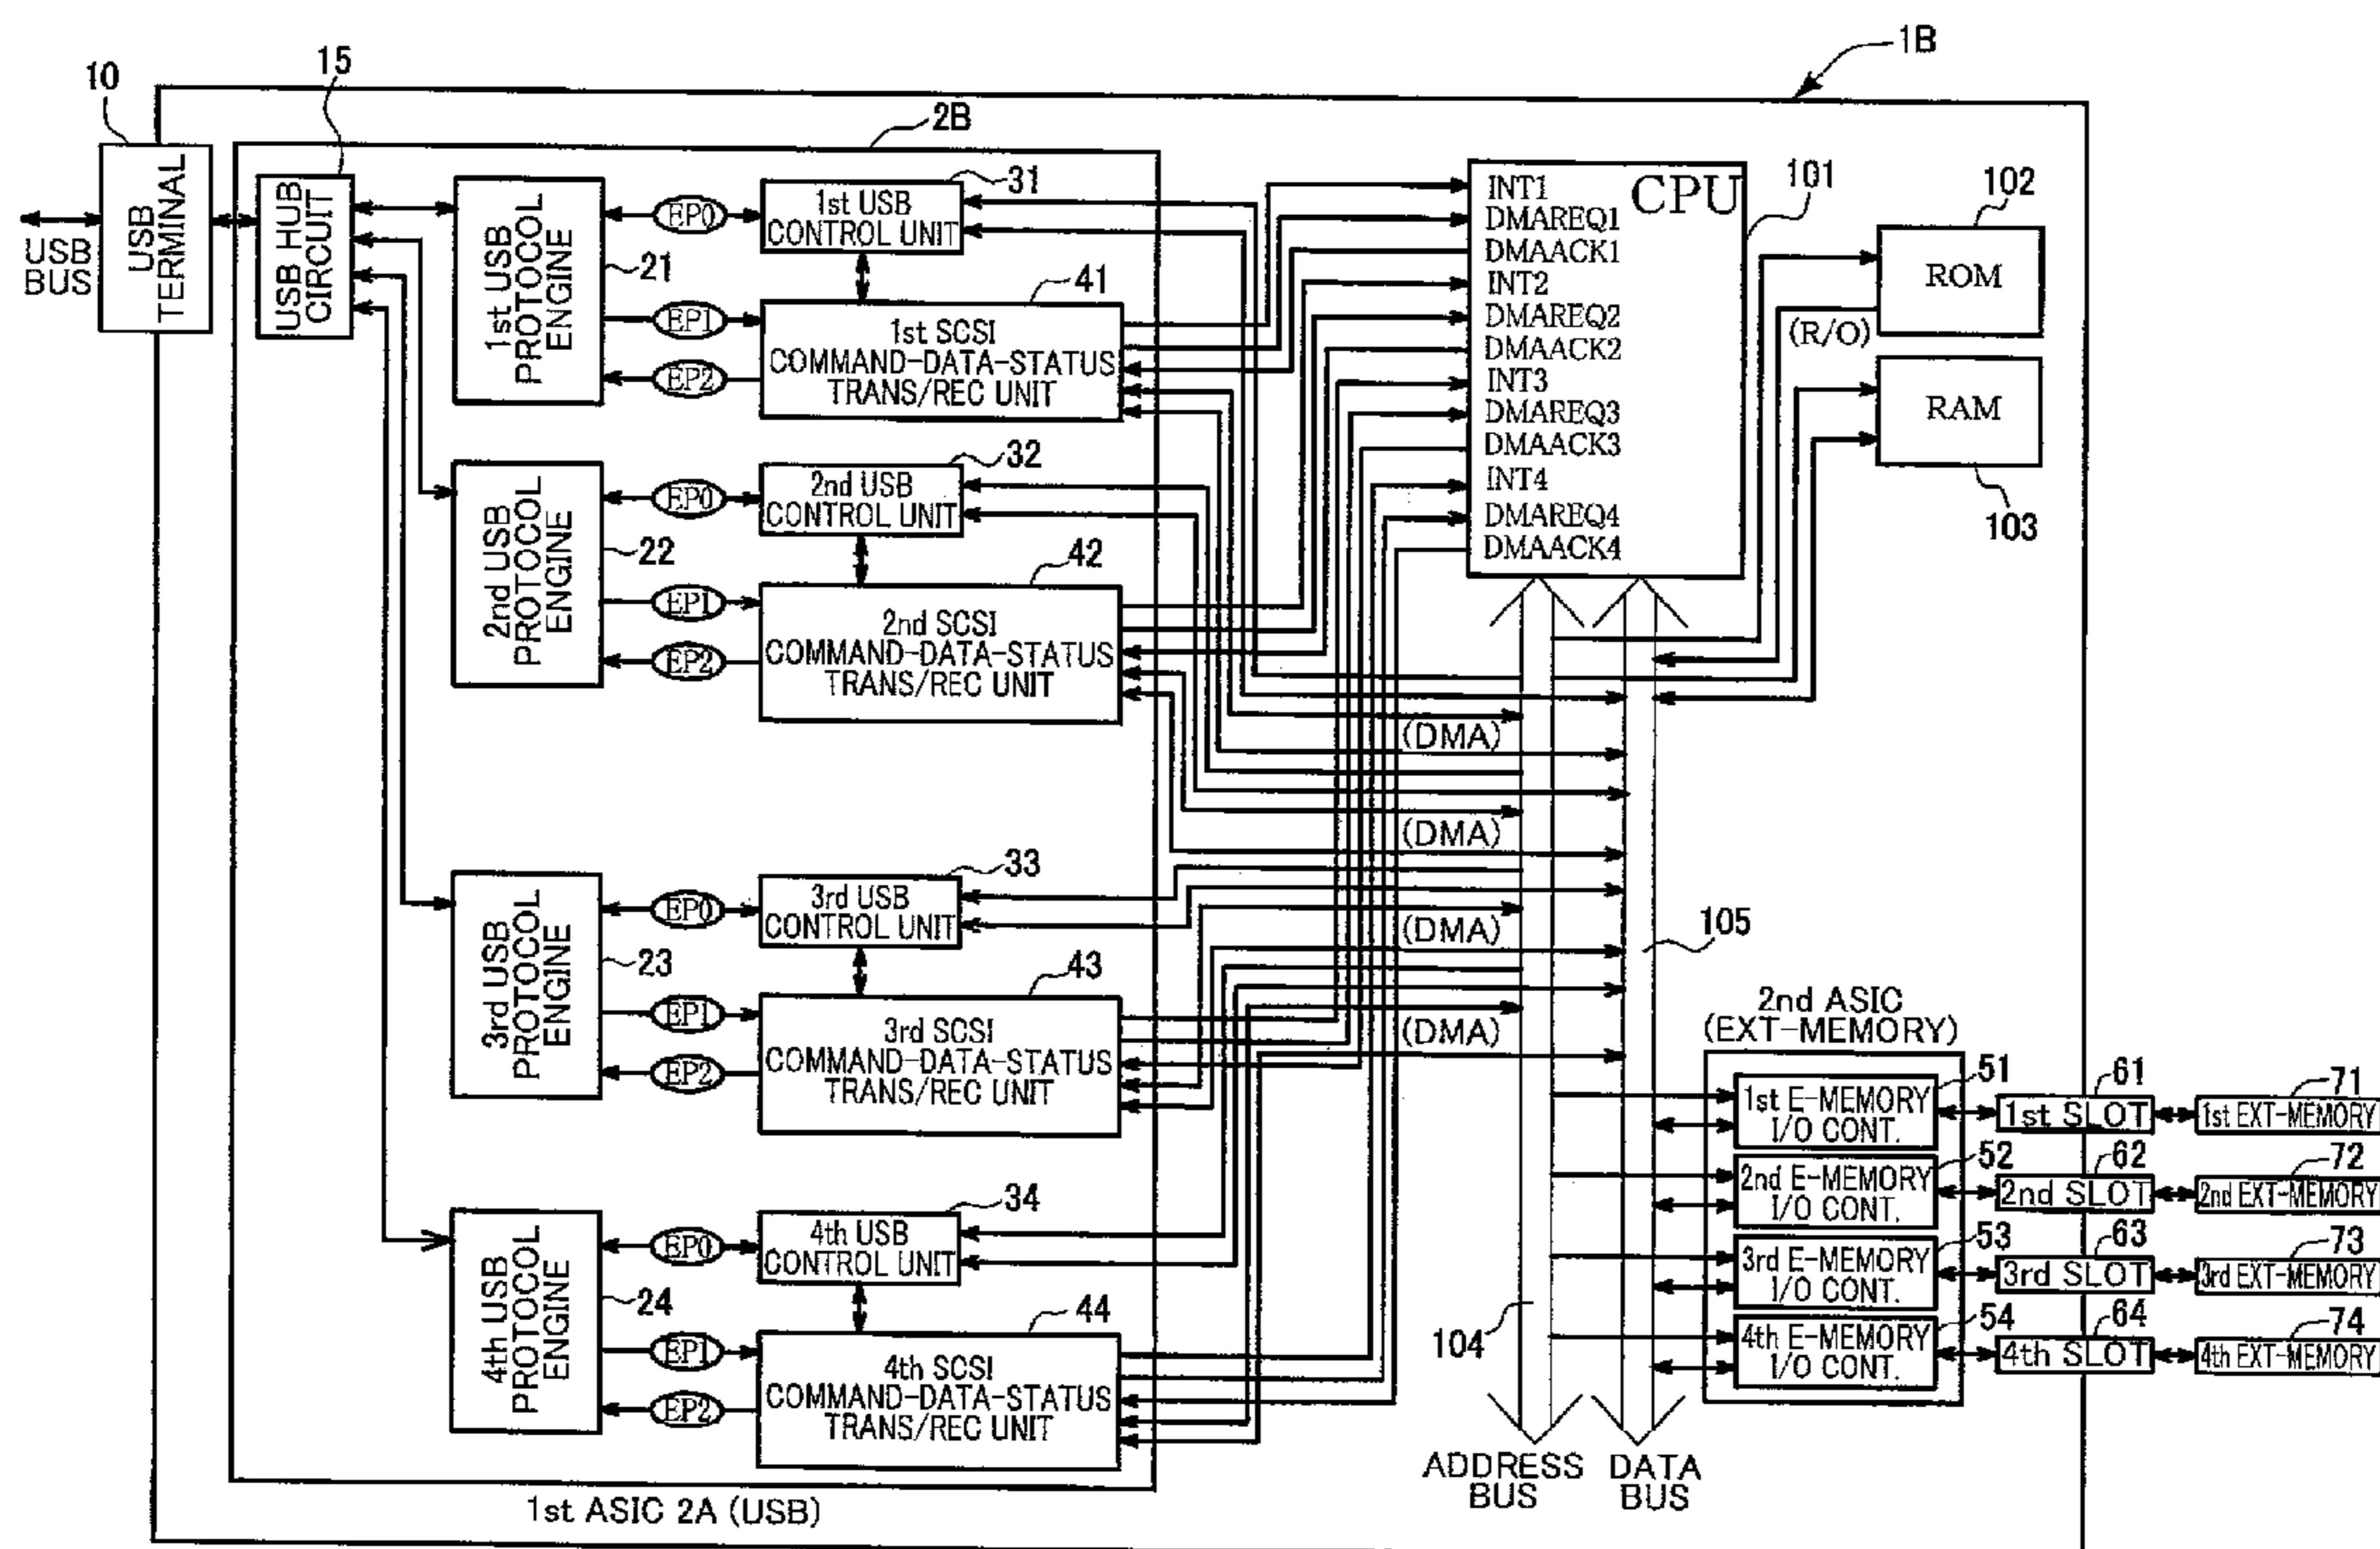 1B
10
15
2B
USB BUS
USB TERMINAL
USB HUB CIRCUIT
1st USB PROTOCOL ENGINE
21
EP0
EP1
EP2
31
1st USB
CONTROL UNIT
41
1st SCSI
COMMAND-DATA-STATUS
TRANS/REC UNIT
2nd USB PROTOCOL ENGINE
22
EP0
EP1
EP2
32
2nd USB
CONTROL UNIT
42
2nd SCSI
COMMAND-DATA-STATUS
TRANS/REC UNIT
3rd USB PROTOCOL ENGINE
23
EP0
EP1
EP2
33
3rd USB
CONTROL UNIT
43
3rd SCSI
COMMAND-DATA-STATUS
TRANS/REC UNIT
4th USB PROTOCOL ENGINE
24
EP0
EP1
EP2
34
4th USB
CONTROL UNIT
44
4th SCSI
COMMAND-DATA-STATUS
TRANS/REC UNIT
1st ASIC 2A (USB)
CPU
101
INT1
DMAREQ1
DMAACK1
INT2
DMAREQ2
DMAACK2
INT3
DMAREQ3
DMAACK3
INT4
DMAREQ4
DMAACK4
102
ROM
(R/O)
RAM
103
(DMA)
(DMA)
(DMA)
(DMA)
105
104
ADDRESS
BUS
DATA
BUS
2nd ASIC
(EXT-MEMORY)
1st E-MEMORY
I/O CONT.
51
61
1st SLOT
71
1st EXT-MEMORY
2nd E-MEMORY
I/O CONT.
52
62
2nd SLOT
72
2nd EXT-MEMORY
3rd E-MEMORY
I/O CONT.
53
63
3rd SLOT
73
3rd EXT-MEMORY
4th E-MEMORY
I/O CONT.
54
64
4th SLOT
74
4th EXT-MEMORY